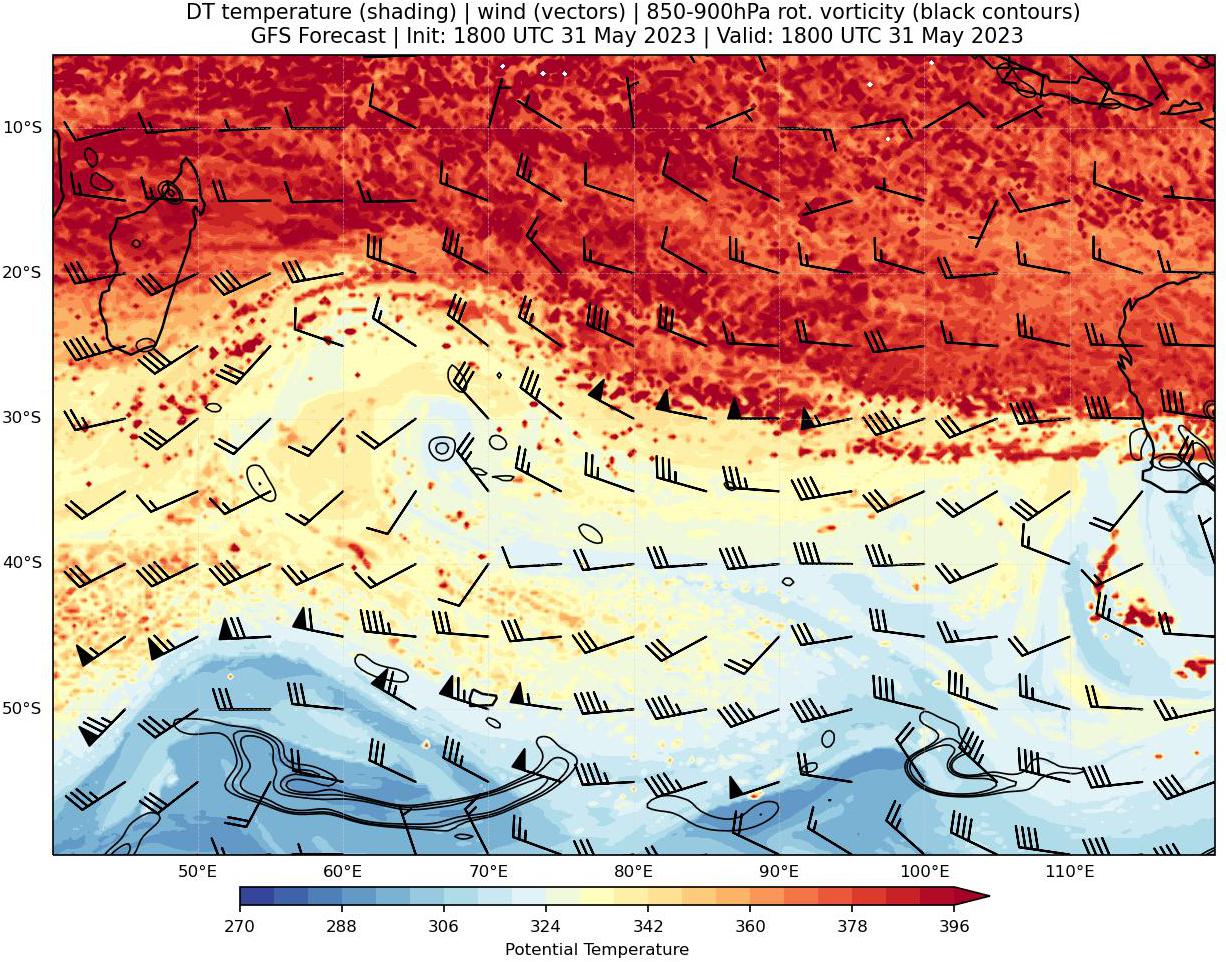 DT temperature (shading) | wind (vectors) | 850-900hPa rot. vorticity (black contours)
GFS Forecast | Init: 1800 UTC 31 May 2023 | Valid: 1800 UTC 31 May 2023
10°S
20°S
30°S
40°S
50°S
50°E 60°E 70°E 80°E 90°E 100°E 110°E
270 288 306 324 342 360 378 396
Potential Temperature